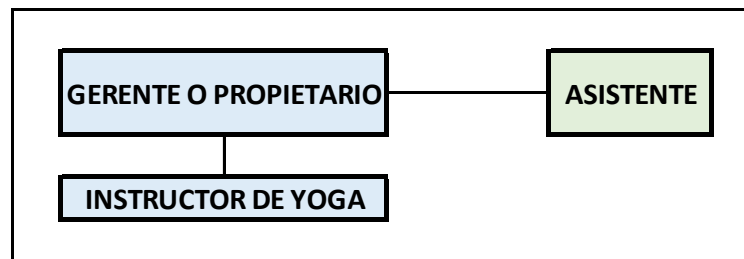 GERENTE O PROPIETARIO
ASISTENTE
INSTRUCTOR DE YOGA